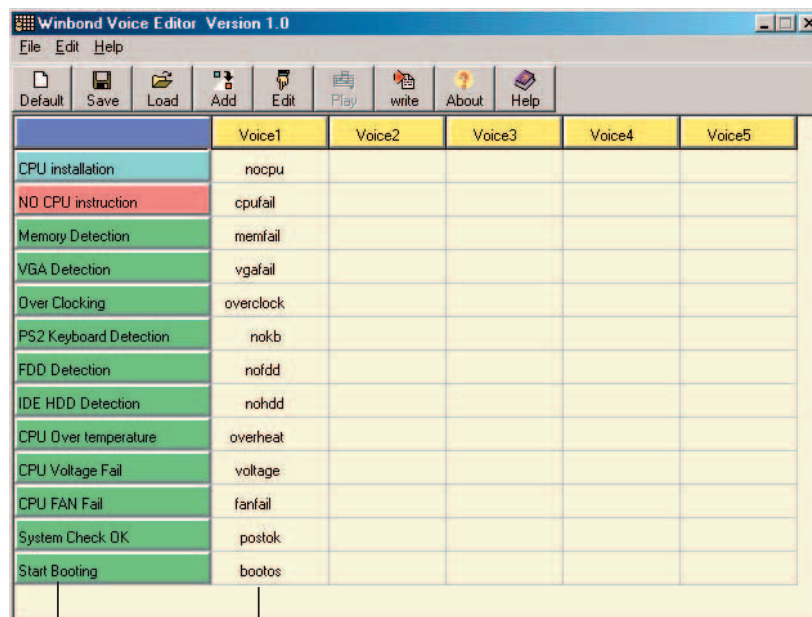 Winbond Voice Editor Version 1.0
File Edit Help
Default Save Load Add Edit Play write About Help
Voice1 Voice2 Voice3 Voice4 Voice5
CPU installation nocpu
NO CPU instruction cpufail
Memory Detection memfail
VGA Detection vgafail
Over Clocking overclock
PS2 Keyboard Detection nokb
FDD Detection nofdd
IDE HDD Detection nohdd
CPU Over temperature overheat
CPU Voltage Fail voltage
CPU FAN Fail fanfail
System Check OK postok
Start Booting bootos